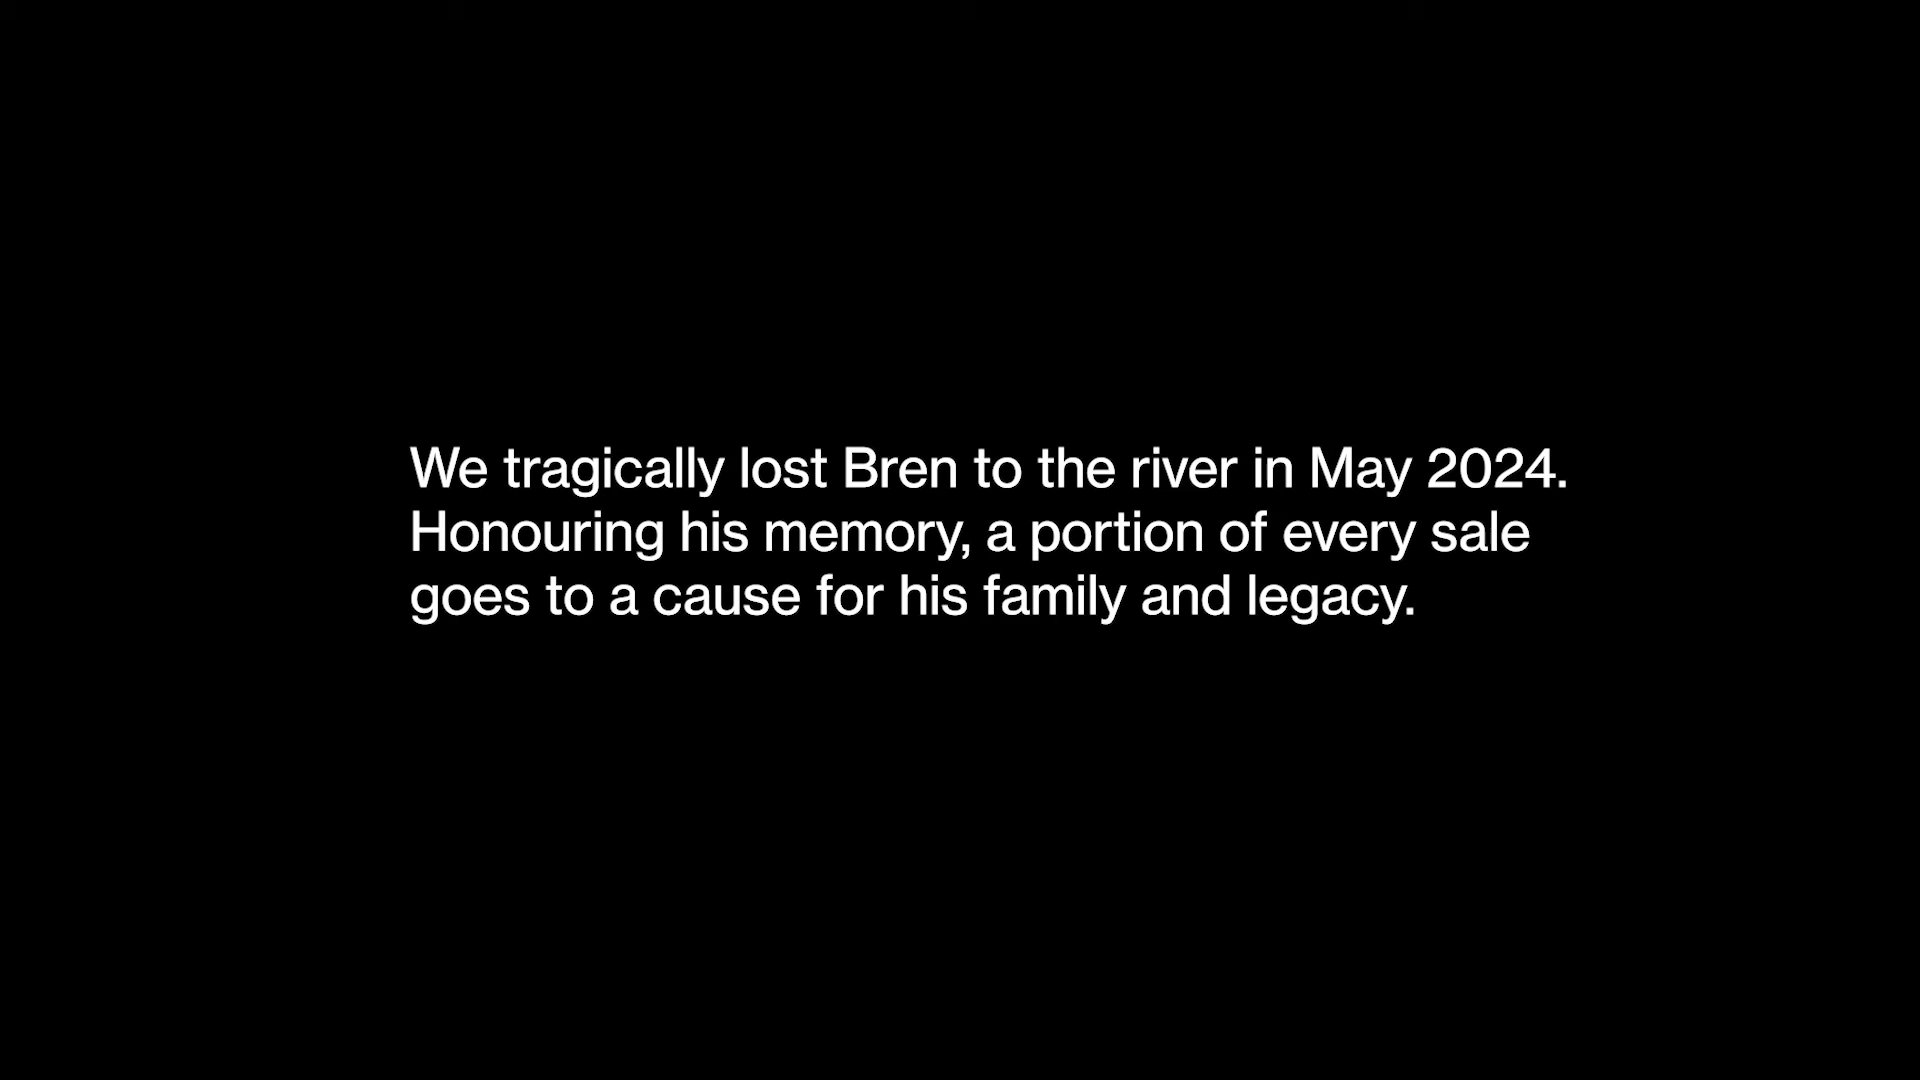 We tragically lost Bren to the river in May 2024.
Honouring his memory, a portion of every sale
goes to a cause for his family and legacy.